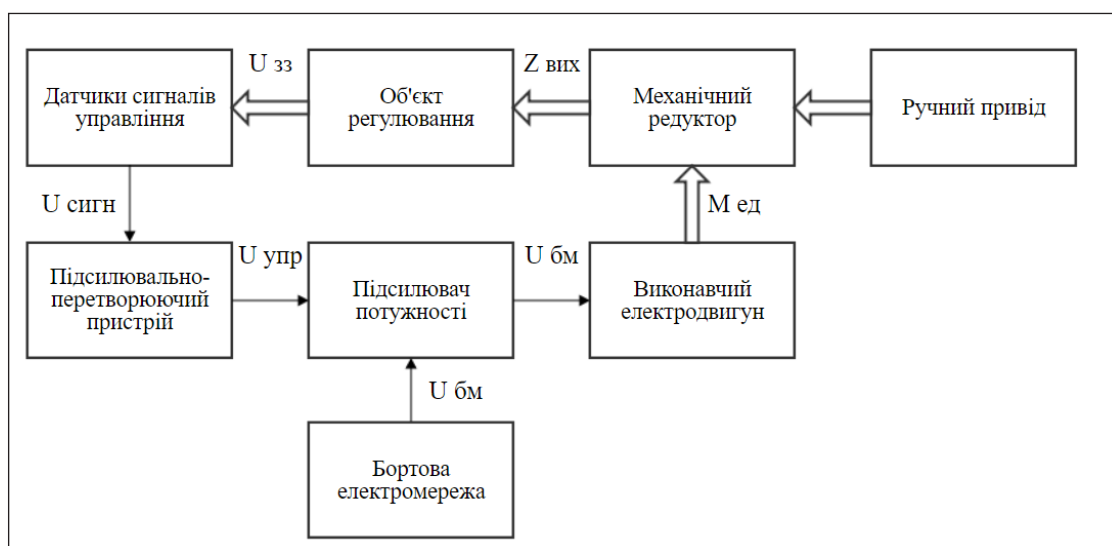 U зз
Z вих
Датчики сигналів
управління
Об'єкт
регулювання
Механічний
редуктор
Ручний привід
U сигн
М ед
U упр
U бм
Підсилювально-
перетворюючий
пристрій
Підсилювач
потужності
Виконавчий
електродвигун
U бм
Бортова
електромережа